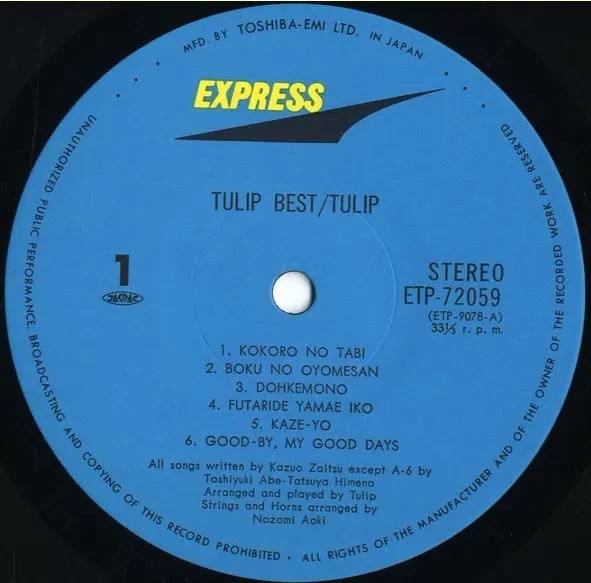 MFD. BY TOSHIBA-EMI LTD. IN JAPAN
EXPRESS
TULIP BEST/TULIP
1
STEREO
ETP-72059
(ETP-9078-A)
33⅓ r. p. m.
1. KOKORO NO TABI
2. BOKU NO OYOMESAN
3. DOHKEMONO
4. FUTARIDE YAMAE IKO
5. KAZE-YO
6. GOOD-BY, MY GOOD DAYS
All songs written by Kazuo Zaitsu except A-6 by
Toshiyuki Abe-Tatsuya Himeno
Arranged and played by Tulip
Strings and Horns arranged by
Nozomi Aoki
UNAUTHORIZED PUBLIC PERFORMANCE, BROADCASTING AND COPYING OF THIS RECORD PROHIBITED • ALL RIGHTS OF THE MANUFACTURER AND OF THE OWNER OF THE RECORDED WORK ARE RESERVED